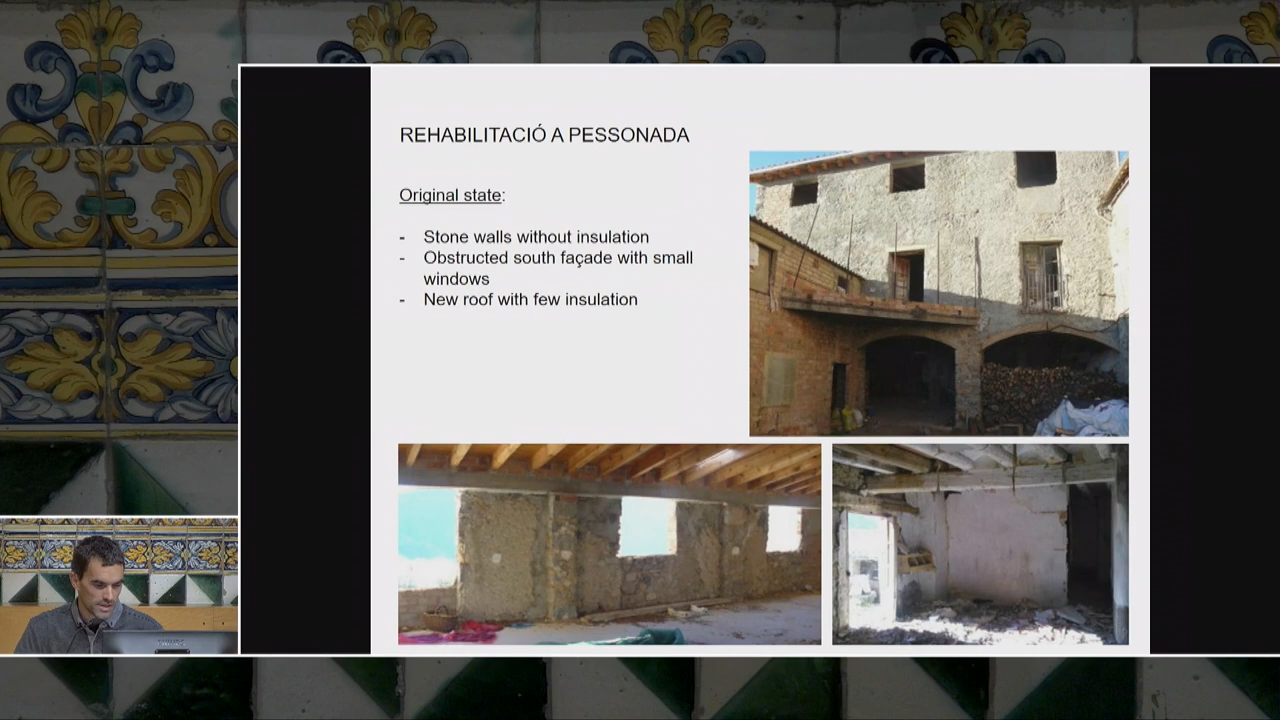 REHABILITACIÓ A PESSONADA
Original state:
- Stone walls without insulation
- Obstructed south façade with small
windows
- New roof with few insulation